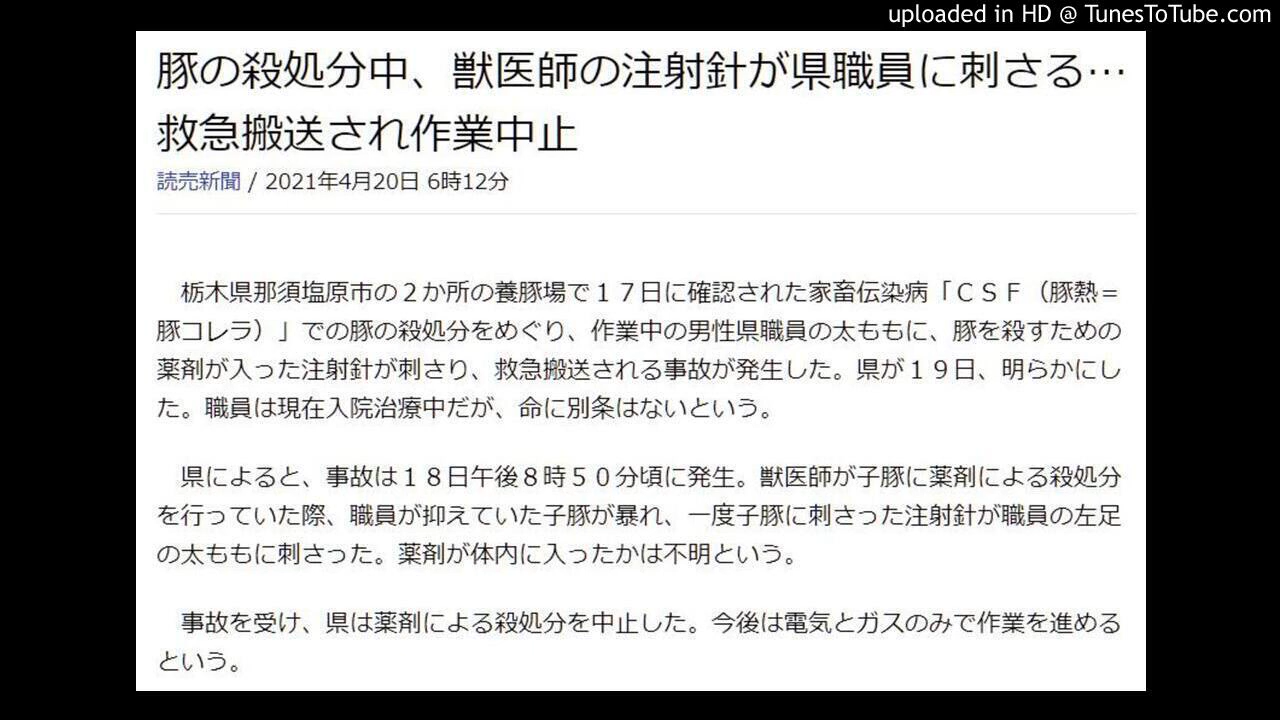 uploaded in HD @ TunesToTube.com
豚の殺処分中、獣医師の注射針が県職員に刺さる…
救急搬送され作業中止
読売新聞 / 2021年4月20日 6時12分
　栃木県那須塩原市の２か所の養豚場で１７日に確認された家畜伝染病「ＣＳＦ（豚熱＝
豚コレラ）」での豚の殺処分をめぐり、作業中の男性県職員の太ももに、豚を殺すための
薬剤が入った注射針が刺さり、救急搬送される事故が発生した。県が１９日、明らかにし
た。職員は現在入院治療中だが、命に別条はないという。
　県によると、事故は１８日午後８時５０分頃に発生。獣医師が子豚に薬剤による殺処分
を行っていた際、職員が抑えていた子豚が暴れ、一度子豚に刺さった注射針が職員の左足
の太ももに刺さった。薬剤が体内に入ったかは不明という。
　事故を受け、県は薬剤による殺処分を中止した。今後は電気とガスのみで作業を進める
という。